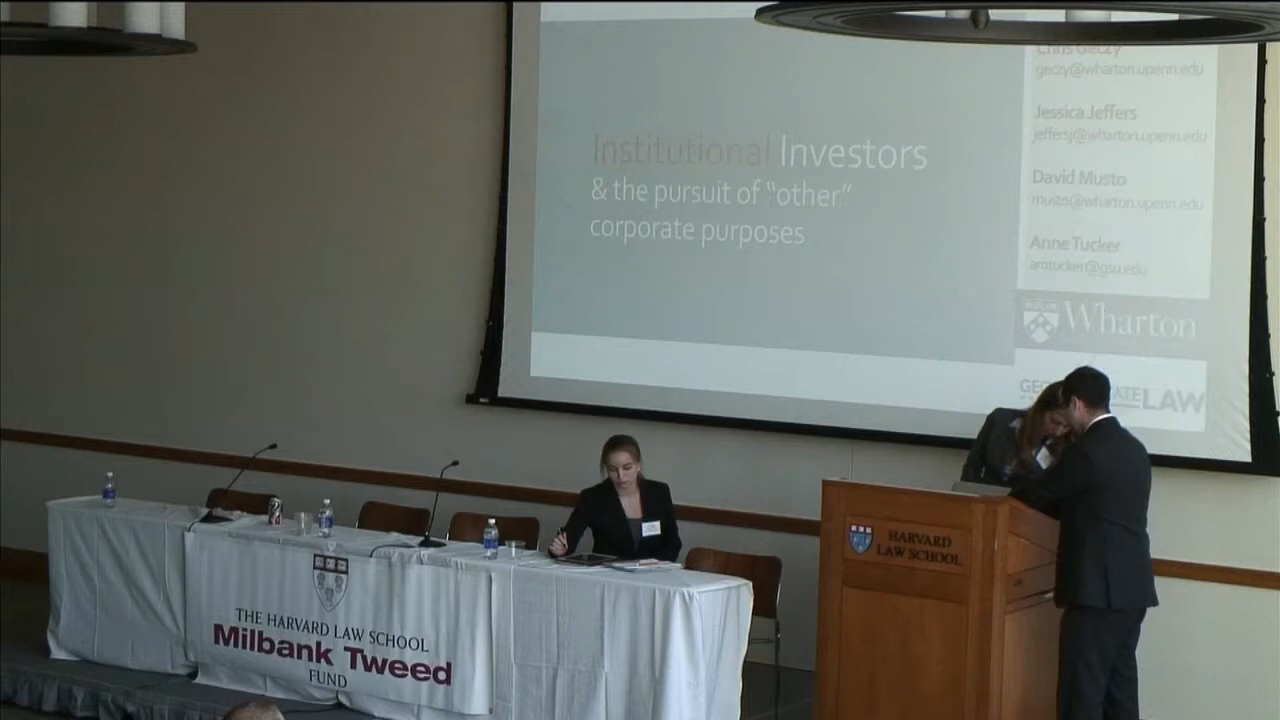 Institutional Investors
& the pursuit of “other”
corporate purposes
Chris Geczy
geczy@wharton.upenn.edu
Jessica Jeffers
jeffersj@wharton.upenn.edu
David Musto
musto@wharton.upenn.edu
Anne Tucker
amtucker@gsu.edu
Wharton
LAW
HARVARD
LAW SCHOOL
THE HARVARD LAW SCHOOL
Milbank Tweed
FUND